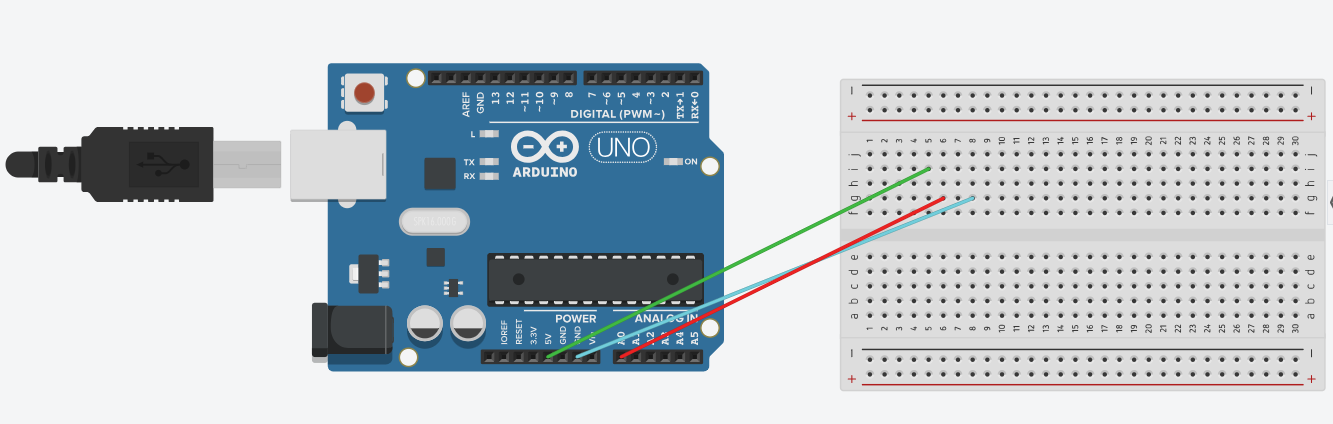 AREF
GND
13
12
~11
~10
~9
8
7
~6
~5
4
~3
2
TX→1
RX←0
DIGITAL (PWM~)
L
TX
RX
ARDUINO
UNO
ON
POWER
ANALOG IN
IOREF
RESET
3.3V
5V
GND
GND
A0
A1
A2
A4
A5
− −
+ +
1 2 3 4 5 6 7 8 9 10 11 12 13 14 15 16 17 18 19 20 21 22 23 24 25 26 27 28 29 30
j j
i i
h h
g g
f f
e e
d d
c c
b b
a a
1 2 3 4 5 6 7 8 9 10 11 12 13 14 15 16 17 18 19 20 21 22 23 24 25 26 27 28 29 30
− −
+ +